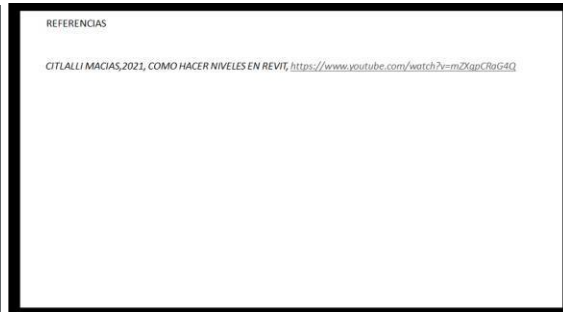 REFERENCIAS
CITLALLI MACIAS,2021, COMO HACER NIVELES EN REVIT, https://www.youtube.com/watch?v=mZXgpCRaG4Q